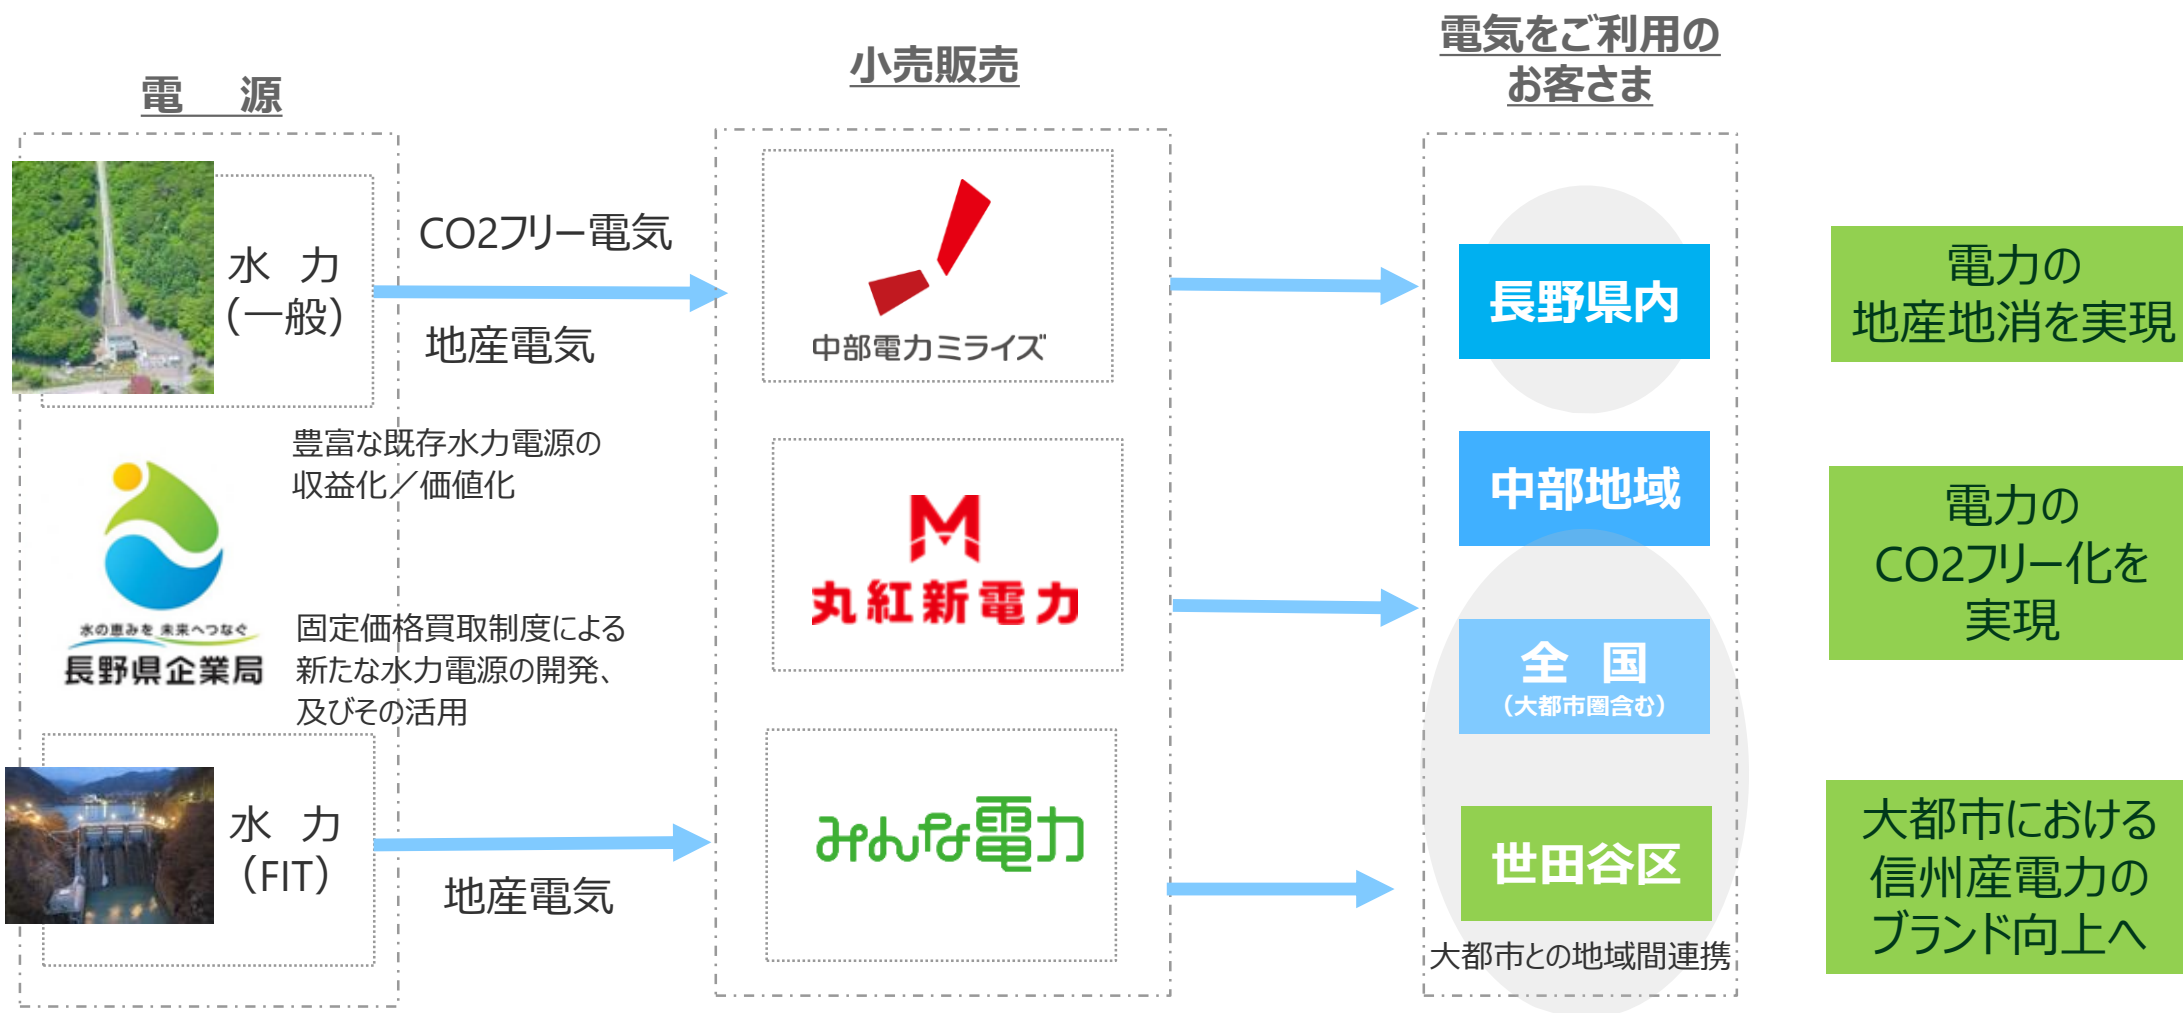 電　源
水　力
（一般）
CO2フリー電気
地産電気
豊富な既存水力電源の
収益化／価値化
水の恵みを 未来へつなぐ
長野県企業局
固定価格買取制度による
新たな水力電源の開発、
及びその活用
水　力
（FIT）
地産電気
小売販売
中部電力ミライズ
丸紅新電力
みんな電力
電気をご利用の
お客さま
長野県内
中部地域
全　国
（大都市圏含む）
世田谷区
大都市との地域間連携
電力の
地産地消を実現
電力の
CO2フリー化を
実現
大都市における
信州産電力の
ブランド向上へ